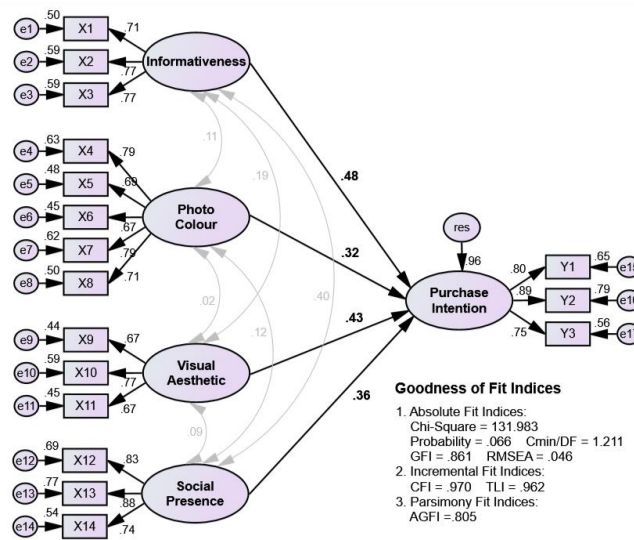 .50
e1
X1
.71
.59
e2
X2
.77
.59
e3
X3
.77
Informativeness
.63
e4
X4
.79
.48
e5
X5
.69
.45
e6
X6
.67
.62
e7
X7
.79
.50
e8
X8
.71
Photo
Colour
.44
e9
X9
.67
.59
e10
X10
.77
.45
e11
X11
.67
Visual
Aesthetic
.69
e12
X12
.83
.77
e13
X13
.88
.54
e14
X14
.74
Social
Presence
.11
.19
.40
.02
.12
.09
.48
.32
.43
.36
res
.96
Purchase
Intention
.80
Y1
.65
e15
.89
Y2
.79
e16
.75
Y3
.56
e17
Goodness of Fit Indices
1. Absolute Fit Indices:
Chi-Square = 131.983
Probability = .066 Cmin/DF = 1.211
GFI = .861 RMSEA = .046
2. Incremental Fit Indices:
CFI = .970 TLI = .962
3. Parsimony Fit Indices:
AGFI =.805